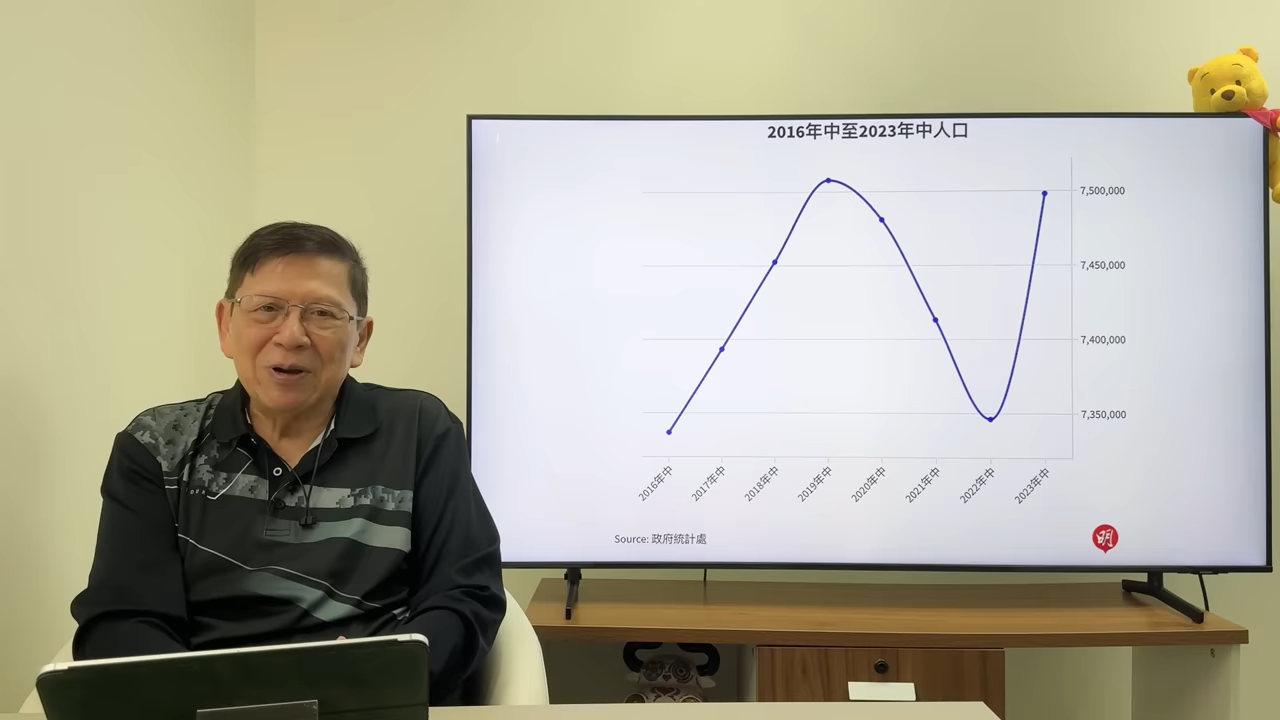 2016年中至2023年中人口
7,500,000
7,450,000
7,400,000
7,350,000
2016年中
2017年中
2018年中
2019年中
2020年中
2021年中
2022年中
2023年中
Source: 政府統計處
明